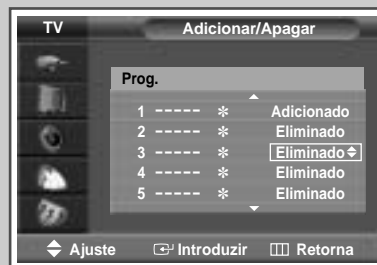 TV Adicionar/Apagar
Prog.
1 ----- ✻ Adicionado
2 ----- ✻ Eliminado
3 ----- ✻ Eliminado
4 ----- ✻ Eliminado
5 ----- ✻ Eliminado
Ajuste Introduzir Retorna